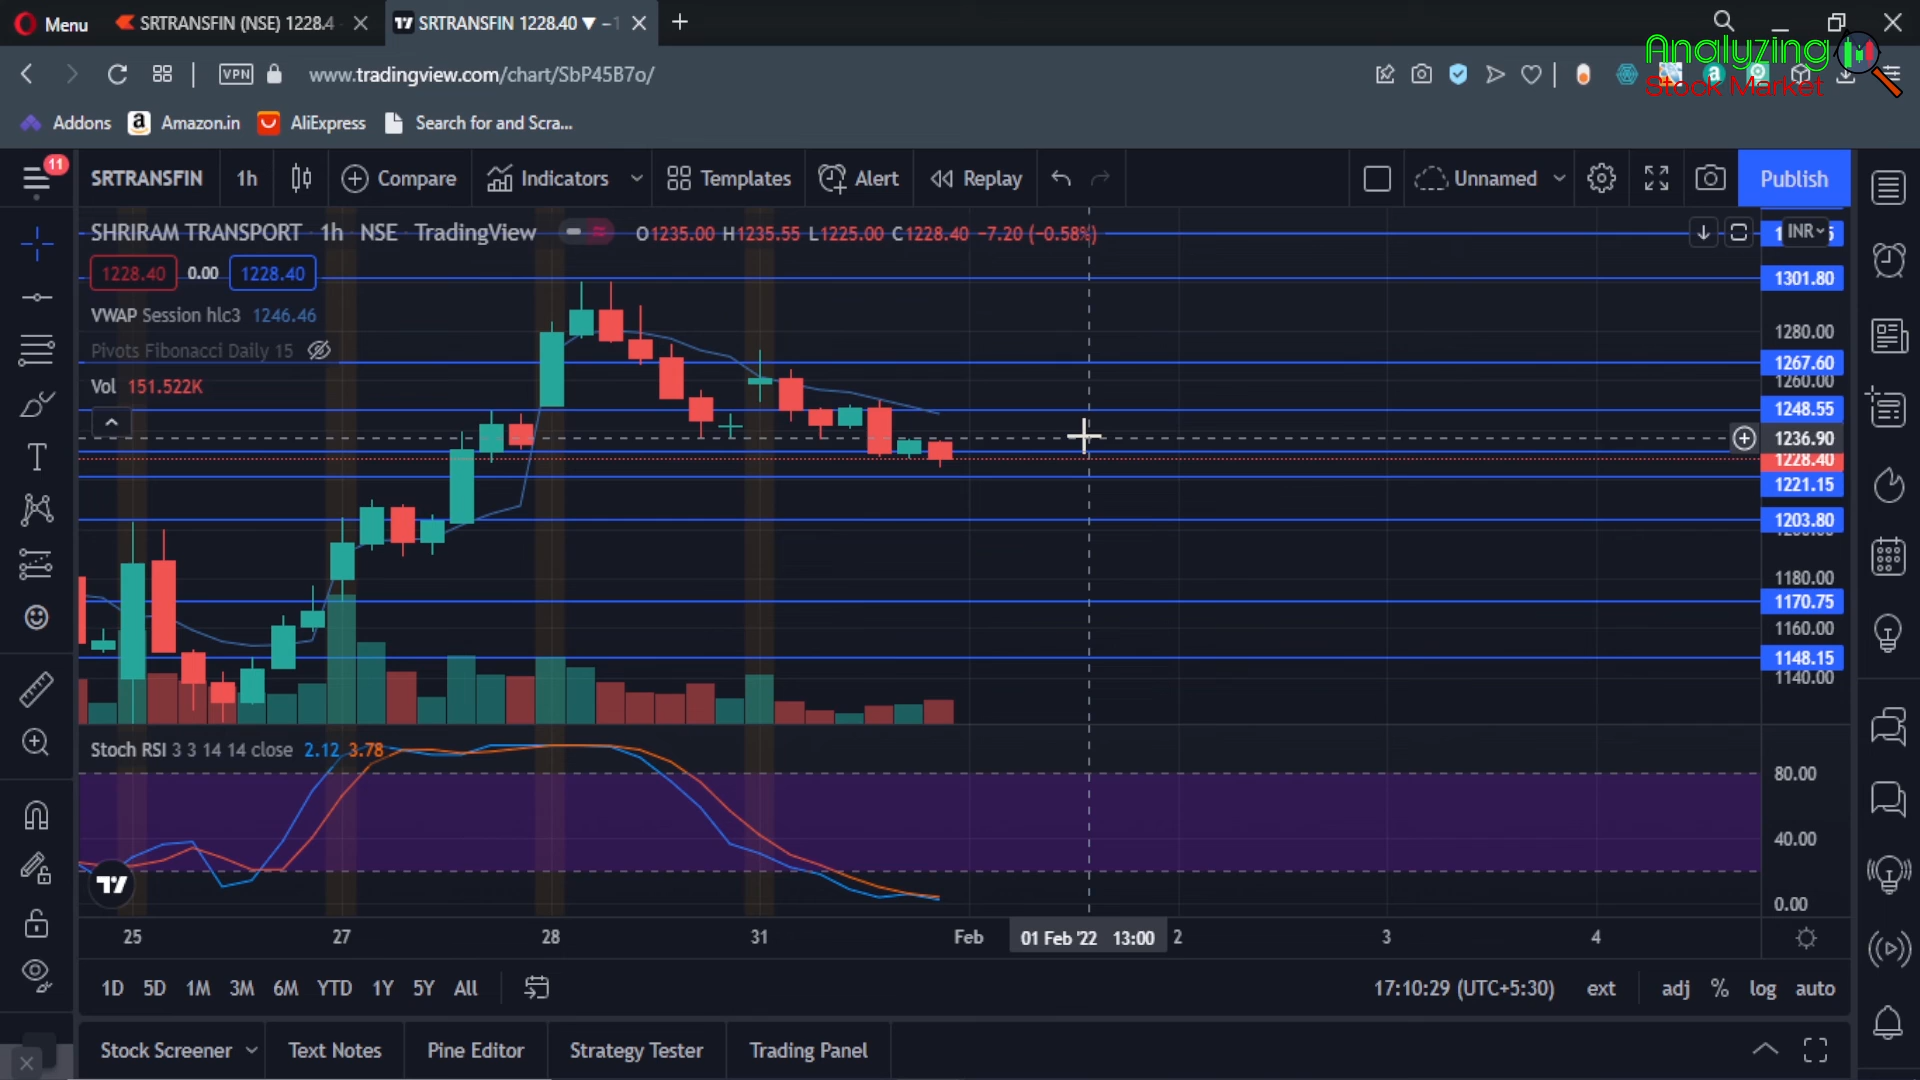 Menu
SRTRANSFIN (NSE) 1228.4
SRTRANSFIN 1228.40 ▼ −1
Analyzing
Stock Market
VPN
www.tradingview.com/chart/SbP45B7o/
Addons
Amazon.in
AliExpress
Search for and Scra...
11
SRTRANSFIN
1h
Compare
Indicators
Templates
Alert
Replay
Unnamed
Publish
SHRIRAM TRANSPORT · 1h · NSE · TradingView
O1235.00 H1235.55 L1225.00 C1228.40 −7.20 (−0.58%)
INR
1228.40 0.00 1228.40
1301.80
VWAP Session hlc3 1246.46
1280.00
Pivots Fibonacci Daily 15
1267.60
1260.00
Vol 151.522K
1248.55
1236.90
1228.40
1221.15
1203.80
1180.00
1170.75
1160.00
1148.15
1140.00
Stoch RSI 3 3 14 14 close 2.12 3.78
80.00
40.00
0.00
25 27 28 31 Feb 01 Feb '22 13:00 2 3 4
1D 5D 1M 3M 6M YTD 1Y 5Y All
17:10:29 (UTC+5:30) ext adj % log auto
Stock Screener Text Notes Pine Editor Strategy Tester Trading Panel